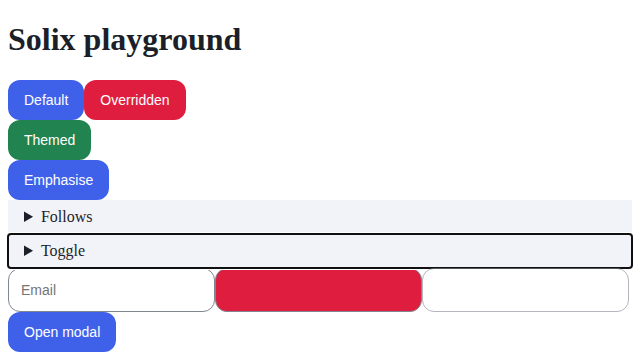 Solix playground
Default Overridden
Themed
Emphasise
Follows
Toggle
Email
Open modal